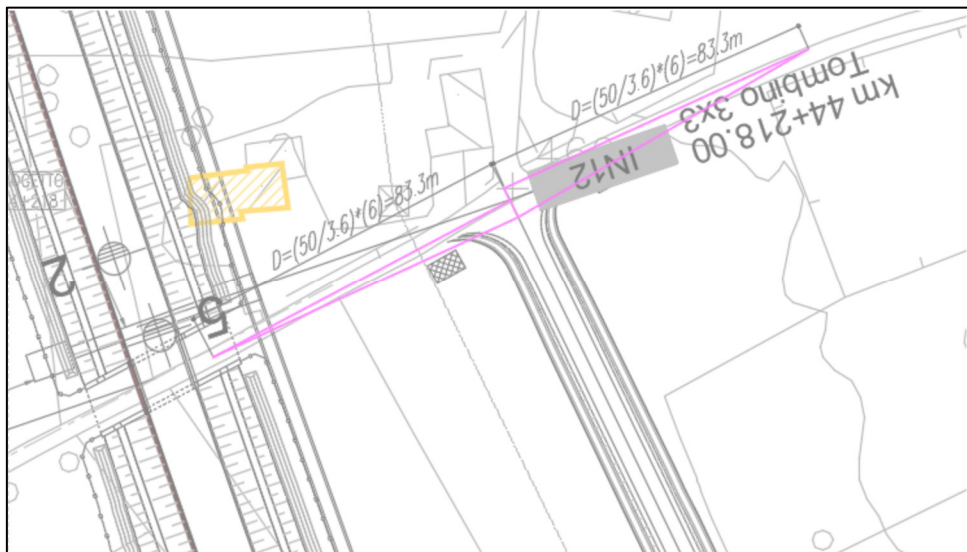 D=(50/3.6)*(6)=83.3m
km 44+218.00
Tombino 3x3
IN12
D=(50/3.6)*(6)=83.3m
2
5